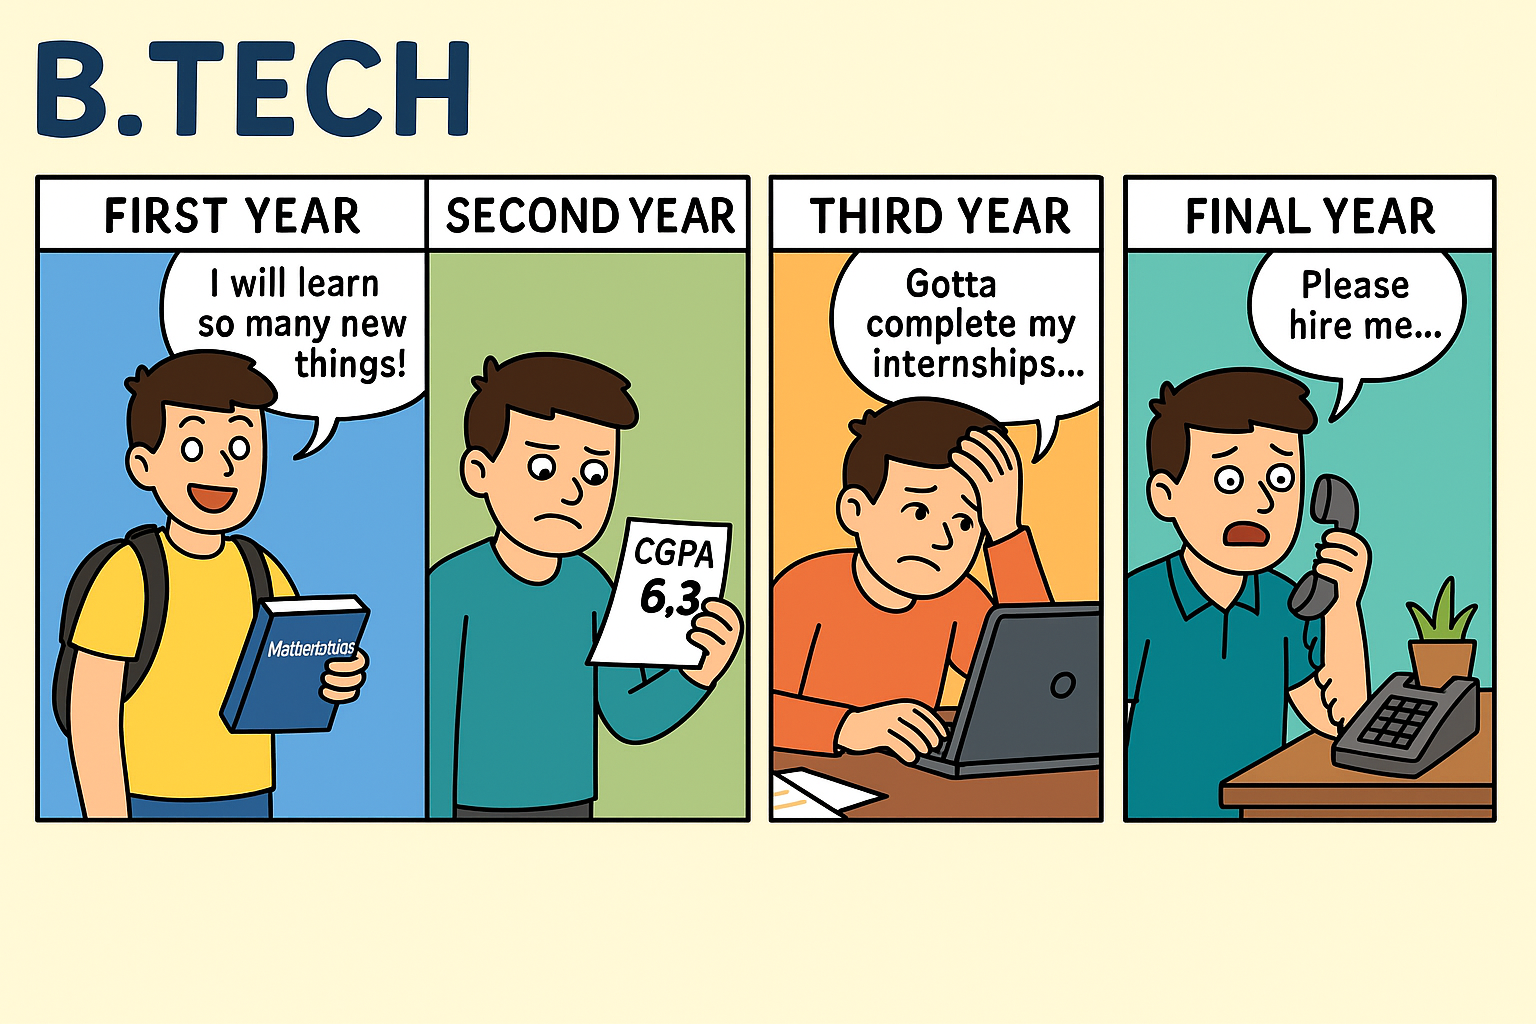 B.TECH
FIRST YEAR
I will learn
so many new
things!
SECOND YEAR
CGPA
6,3
THIRD YEAR
Gotta
complete my
internships...
FINAL YEAR
Please
hire me...